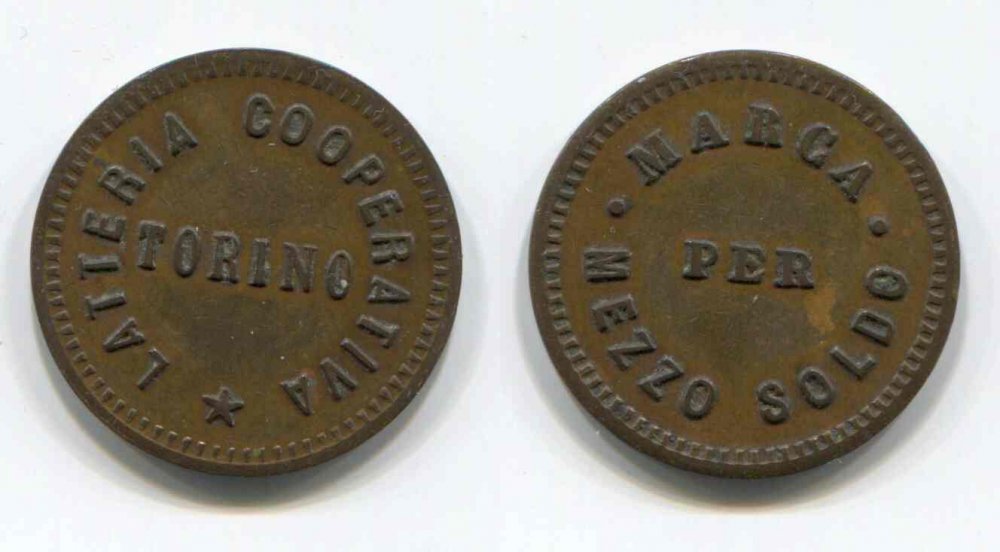 LATTERIA COOPERATIVA
TORINO
MARCA
PER
MEZZO SOLDO